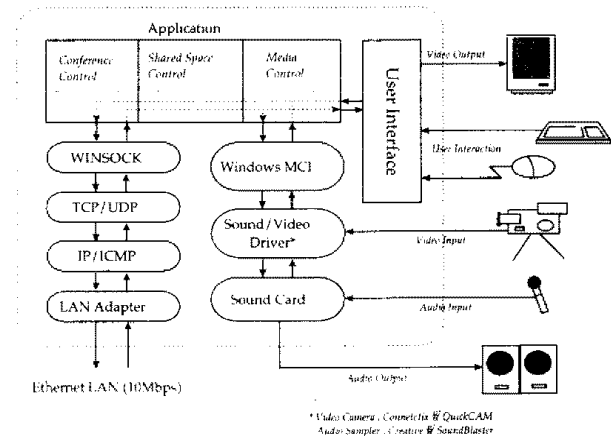 Application
Conference Control
Shared Space Control
Media Control
User Interface
Video Output
User Interaction
WINSOCK
Windows MCI
TCP/UDP
Sound/Video Driver*
Video Input
IP/ICMP
LAN Adapter
Sound Card
Audio Input
Ethernet LAN (10Mbps)
Audio Output
* Video Camera : Connectix 왜 QuickCAM
Audio Sampler : Creative 왜 SoundBlaster